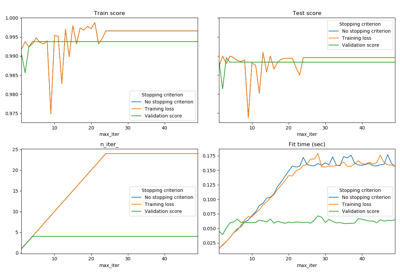 Train score
1.000
0.995
0.990
0.985
0.980
0.975
Stopping criterion
No stopping criterion
Training loss
Validation score
10 20 30 40
max_iter
Test score
Stopping criterion
No stopping criterion
Training loss
Validation score
10 20 30 40
max_iter
n_iter_
25
20
15
10
5
0
Stopping criterion
No stopping criterion
Training loss
Validation score
10 20 30 40
max_iter
Fit time (sec)
0.175
0.150
0.125
0.100
0.075
0.050
0.025
Stopping criterion
No stopping criterion
Training loss
Validation score
10 20 30 40
max_iter